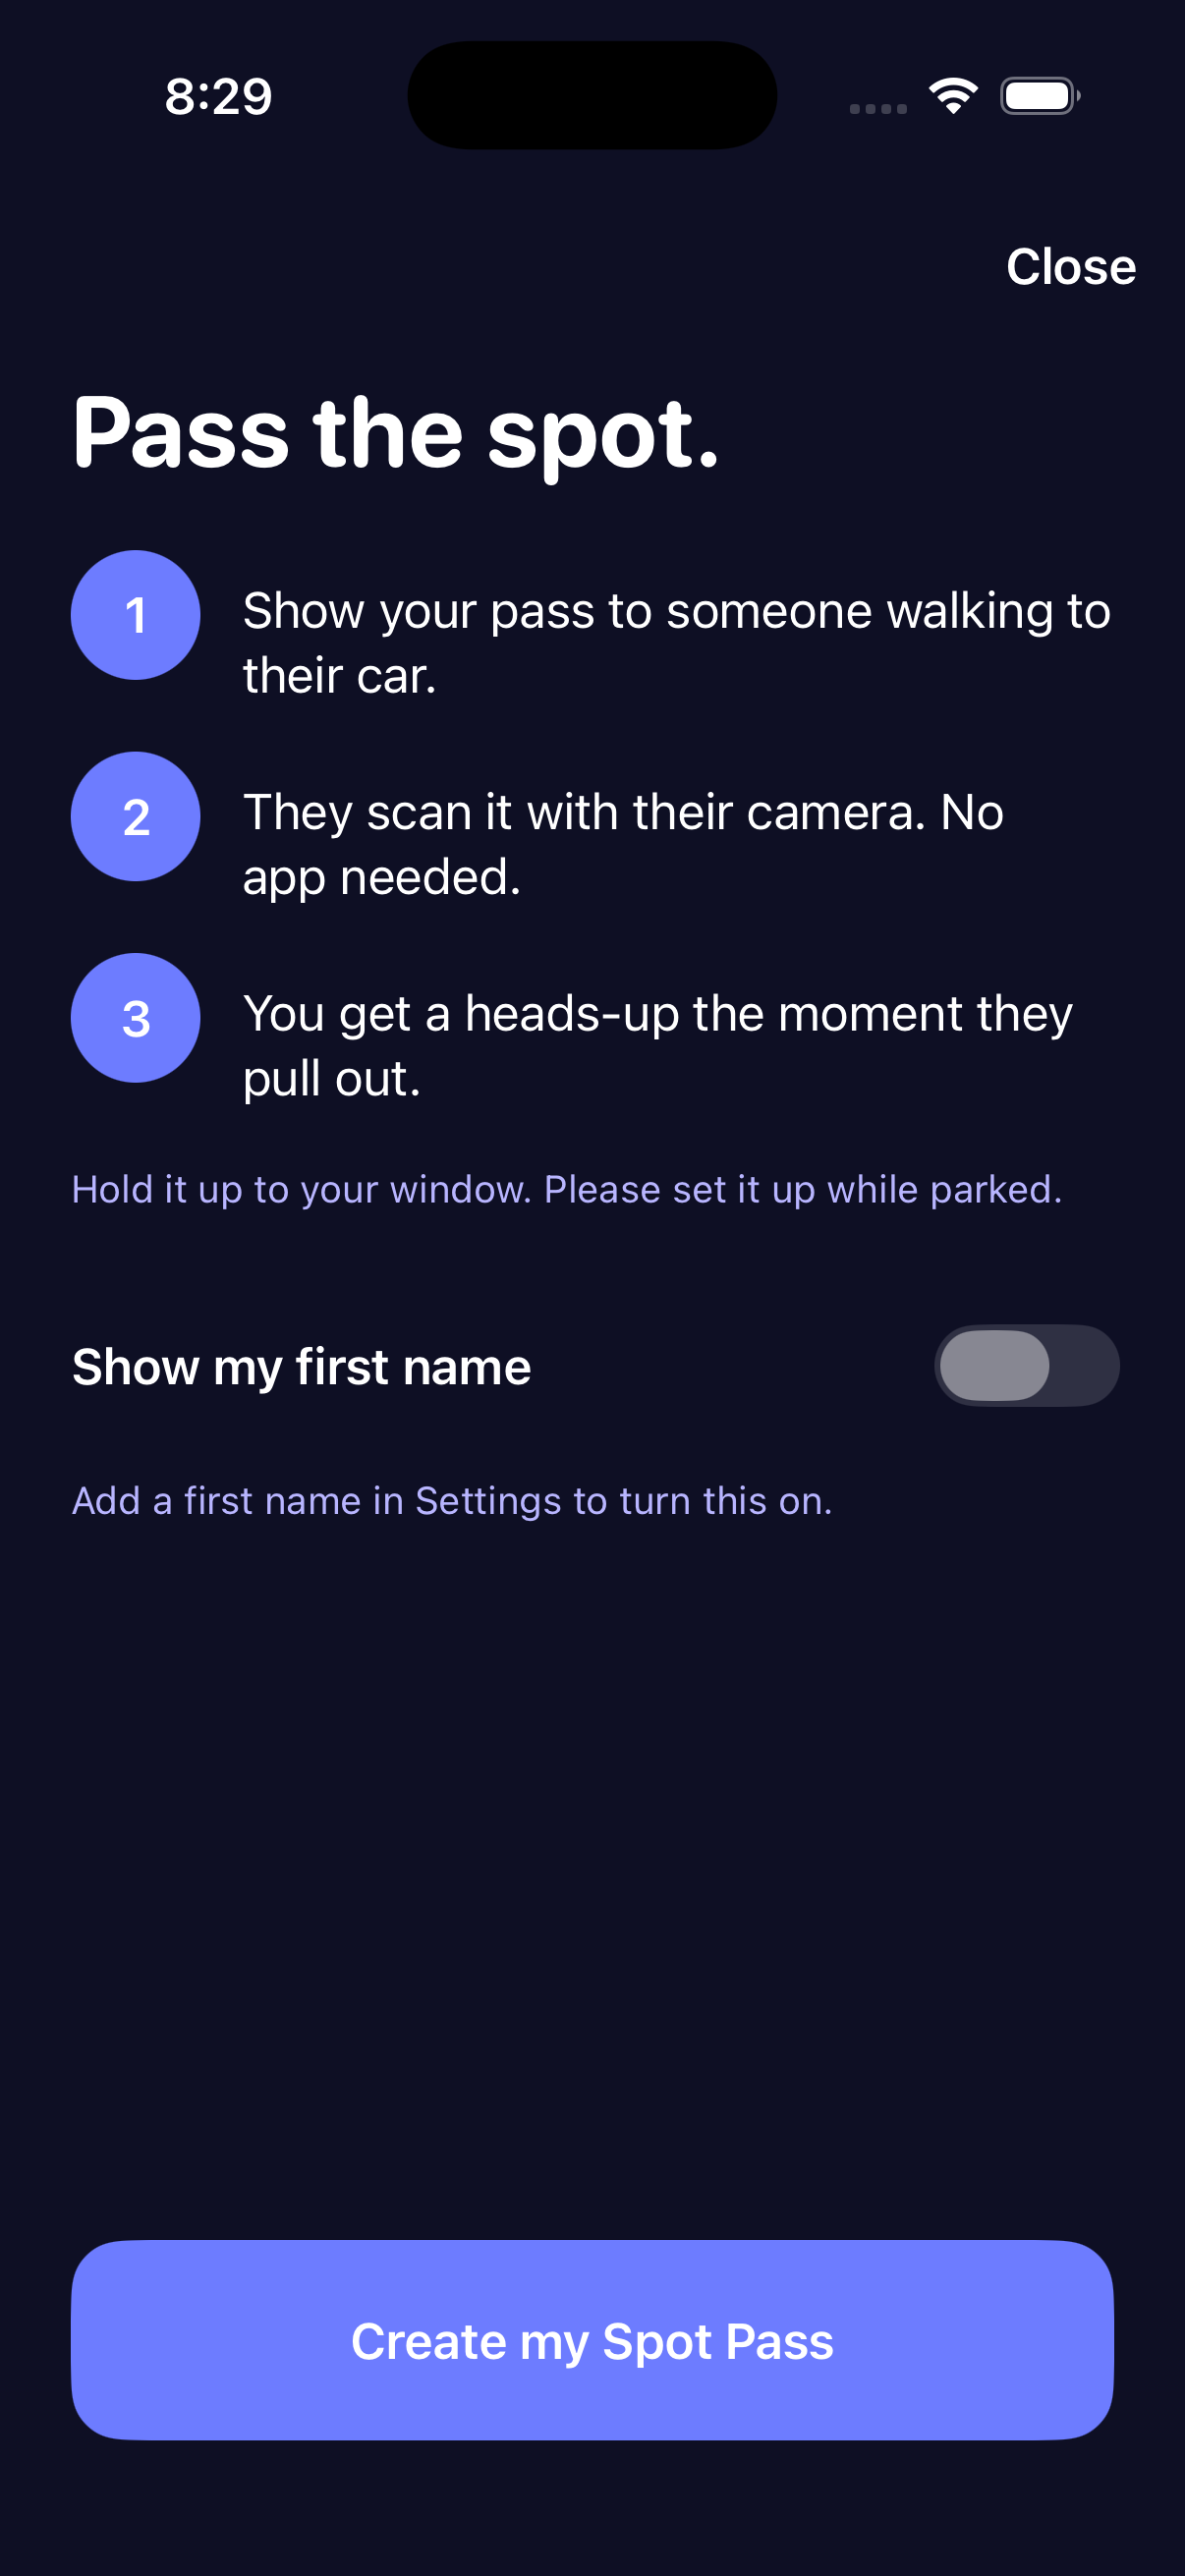 8:29
Close
Pass the spot.
1
Show your pass to someone walking to
their car.
2
They scan it with their camera. No
app needed.
3
You get a heads-up the moment they
pull out.
Hold it up to your window. Please set it up while parked.
Show my first name
Add a first name in Settings to turn this on.
Create my Spot Pass